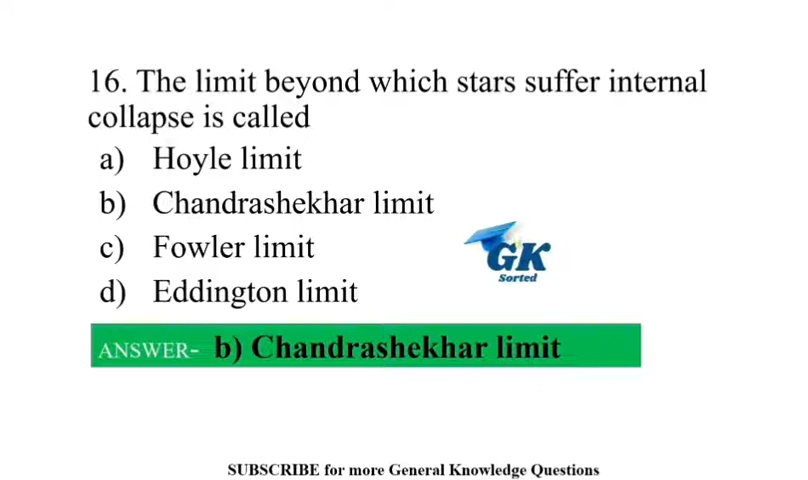 16. The limit beyond which stars suffer internal
collapse is called
a) Hoyle limit
b) Chandrashekhar limit
c) Fowler limit
d) Eddington limit
GK
Sorted
ANSWER- b) Chandrashekhar limit
SUBSCRIBE for more General Knowledge Questions